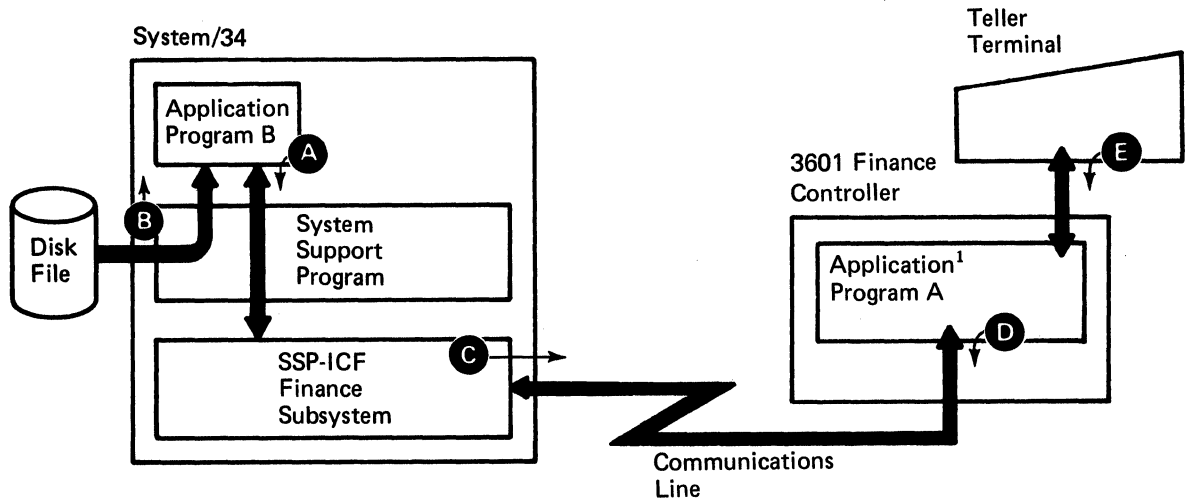 System/34
Application
Program B
A
B
Disk
File
System
Support
Program
C
SSP-ICF
Finance
Subsystem
Communications
Line
Teller
Terminal
E
3601 Finance
Controller
Application¹
Program A
D